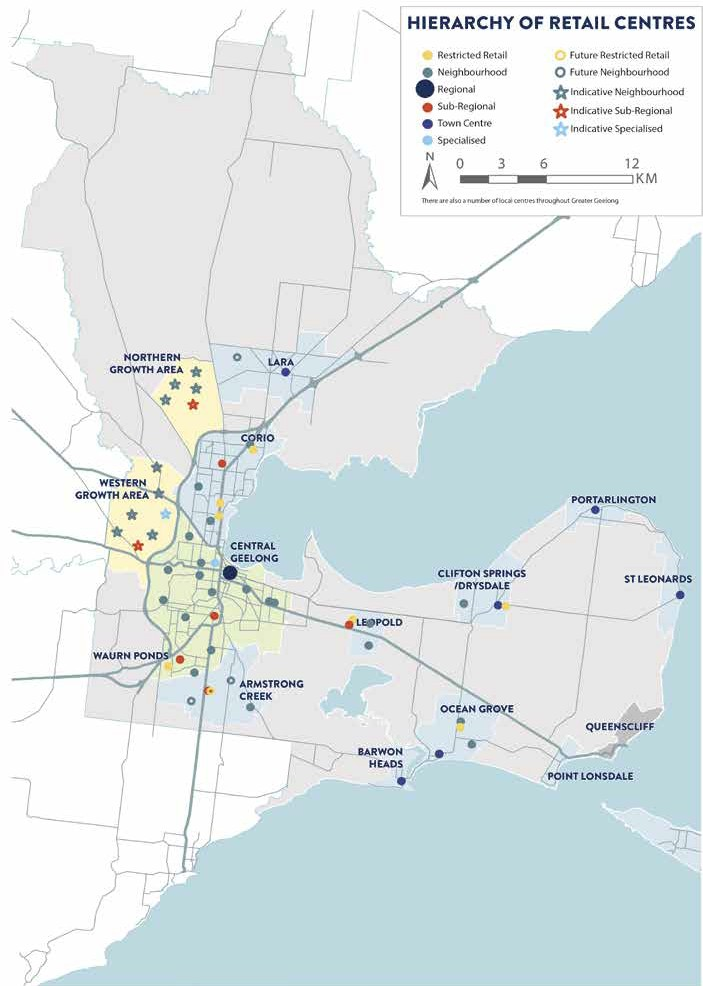 HIERARCHY OF RETAIL CENTRES
Restricted Retail
Neighbourhood
Regional
Sub-Regional
Town Centre
Specialised
Future Restricted Retail
Future Neighbourhood
Indicative Neighbourhood
Indicative Sub-Regional
Indicative Specialised
N
0 3 6 12
KM
There are also a number of local centres throughout Greater Geelong.
NORTHERN
GROWTH AREA
LARA
CORIO
WESTERN
GROWTH AREA
PORTARLINGTON
CENTRAL
GEELONG
CLIFTON SPRINGS
/DRYSDALE
ST LEONARDS
LEOPOLD
WAURN PONDS
ARMSTRONG
CREEK
OCEAN GROVE
QUEENSCLIFF
BARWON
HEADS
POINT LONSDALE